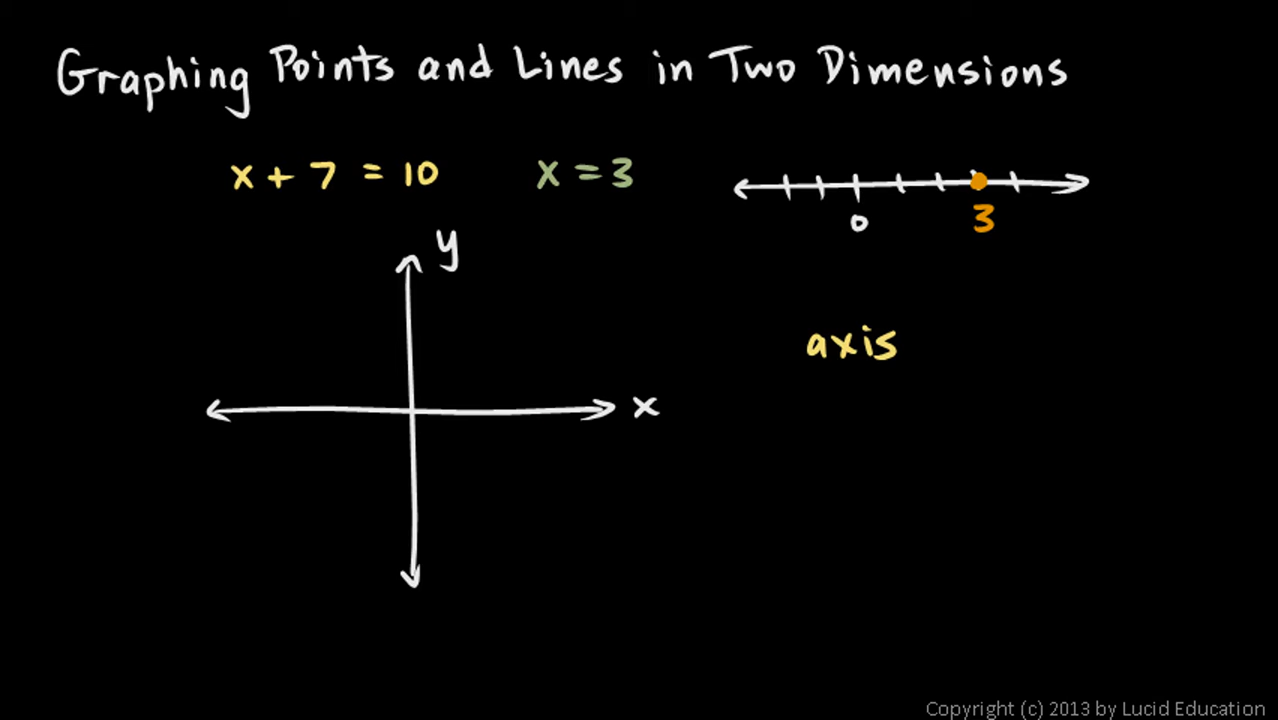 Graphing Points and Lines in Two Dimensions
x + 7 = 10
x = 3
0
3
y
axis
x
Copyright (c) 2013 by Lucid Education